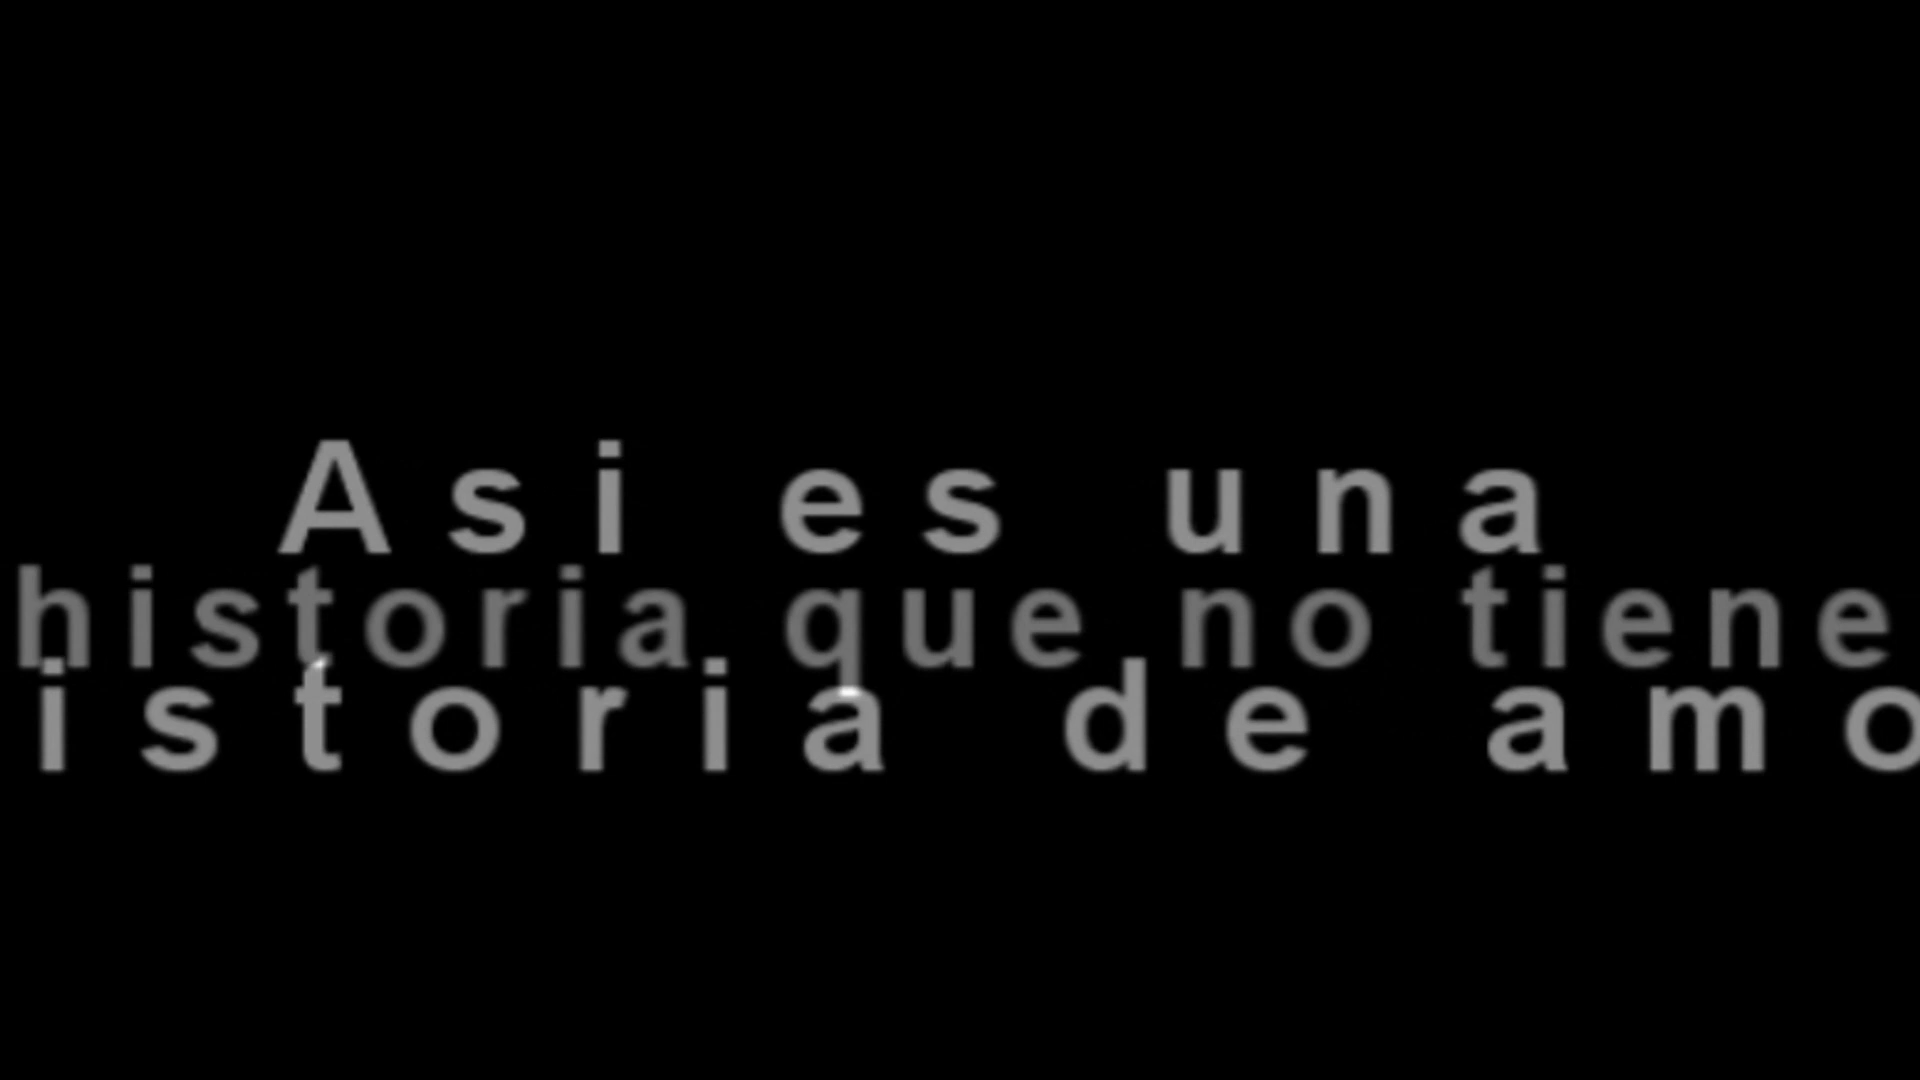 Asi es una
historia que no tiene
istoria de amo